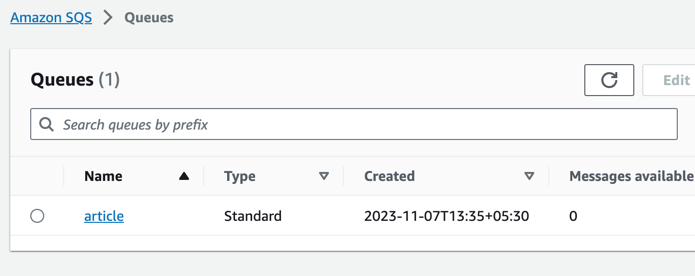 Amazon SQS > Queues
Queues (1)
Edit
Search queues by prefix
Name Type Created Messages available
article Standard 2023-11-07T13:35+05:30 0